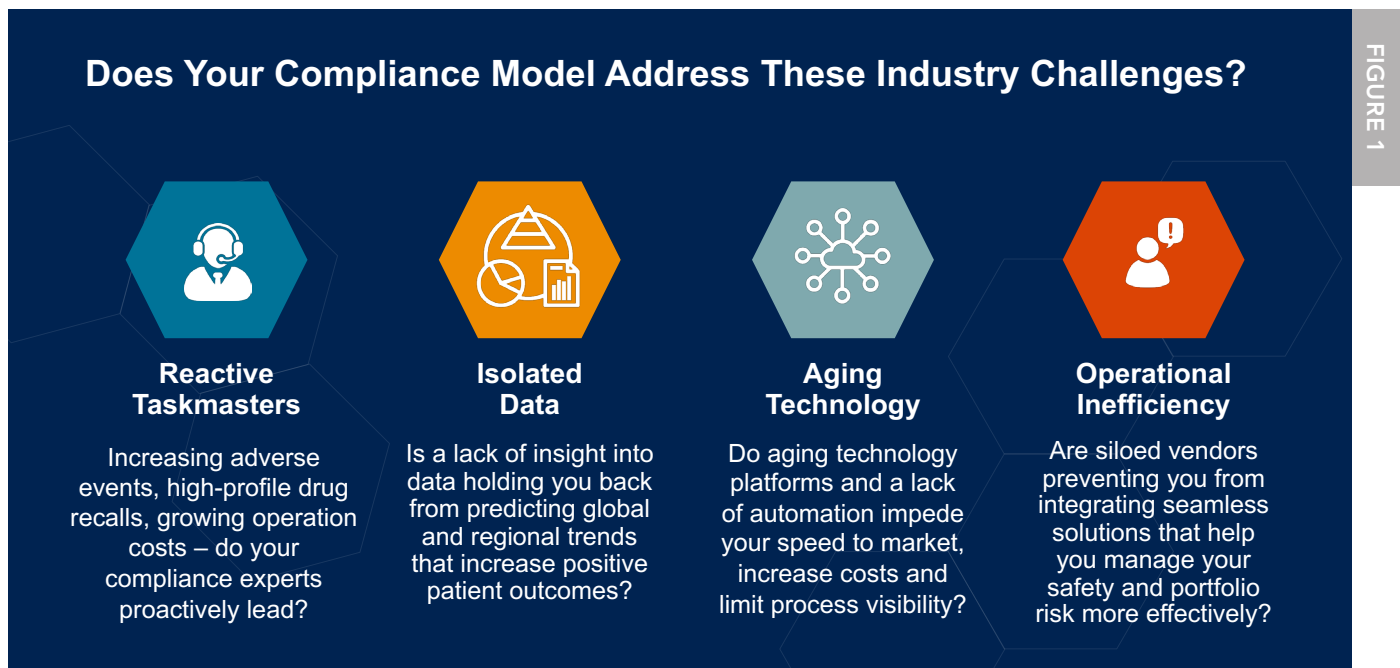 Does Your Compliance Model Address These Industry Challenges?
FIGURE 1
Reactive
Taskmasters
Increasing adverse
events, high-profile drug
recalls, growing operation
costs – do your
compliance experts
proactively lead?
Isolated
Data
Is a lack of insight into
data holding you back
from predicting global
and regional trends
that increase positive
patient outcomes?
Aging
Technology
Do aging technology
platforms and a lack
of automation impede
your speed to market,
increase costs and
limit process visibility?
!
Operational
Inefficiency
Are siloed vendors
preventing you from
integrating seamless
solutions that help
you manage your
safety and portfolio
risk more effectively?